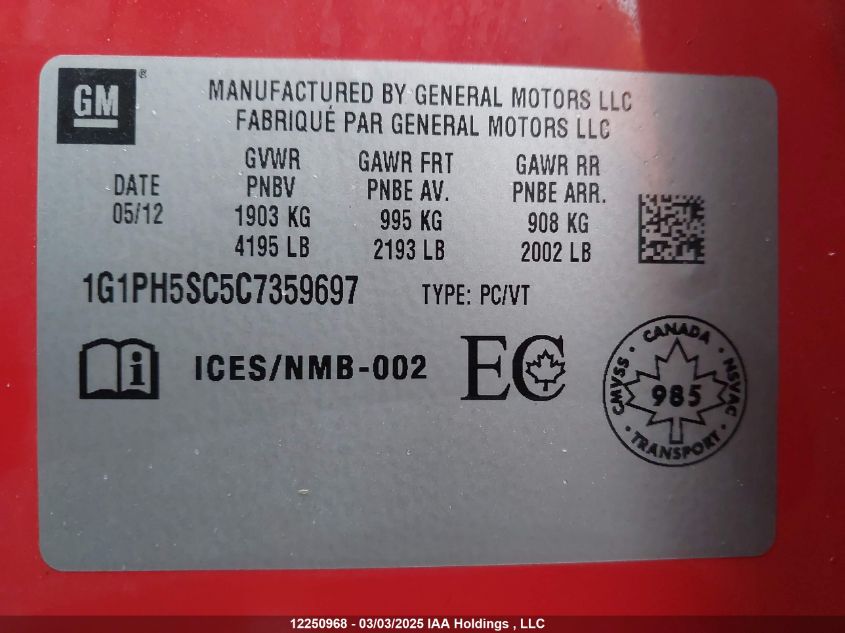 GM ®
MANUFACTURED BY GENERAL MOTORS LLC
FABRIQUÉ PAR GENERAL MOTORS LLC
DATE
05/12
GVWR
PNBV
1903 KG
4195 LB
GAWR FRT
PNBE AV.
995 KG
2193 LB
GAWR RR
PNBE ARR.
908 KG
2002 LB
1G1PH5SC5C7359697 TYPE: PC/VT
i ICES/NMB-002 EC
CANADA
CMVSS 985 NSVAC
TRANSPORT
12250968 - 03/03/2025 IAA Holdings , LLC